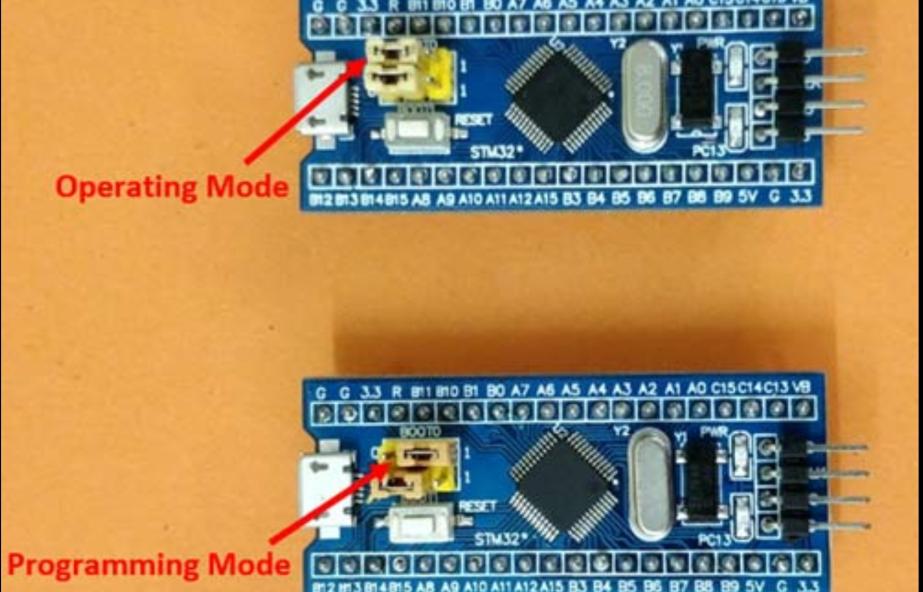 G G 3.3 R B11 B10 B1 B0 A7 A6 A5 A4 A3 A2 A1 A0 C15 C14 C13 VB
Y2 Y1 PWR
1
8.000
1
RESET
STM32* PC13
Operating Mode
B12 B13 B14 B15 A8 A9 A10 A11 A12 A15 B3 B4 B5 B6 B7 B8 B9 5V G 3.3
G G 3.3 R B11 B10 B1 B0 A7 A6 A5 A4 A3 A2 A1 A0 C15 C14 C13 VB
BOOT0 Y2 Y1 PWR
1
1
RESET
STM32* PC13
Programming Mode
B12 B13 B14 B15 A8 A9 A10 A11 A12 A15 B3 B4 B5 B6 B7 B8 B9 5V G 3.3